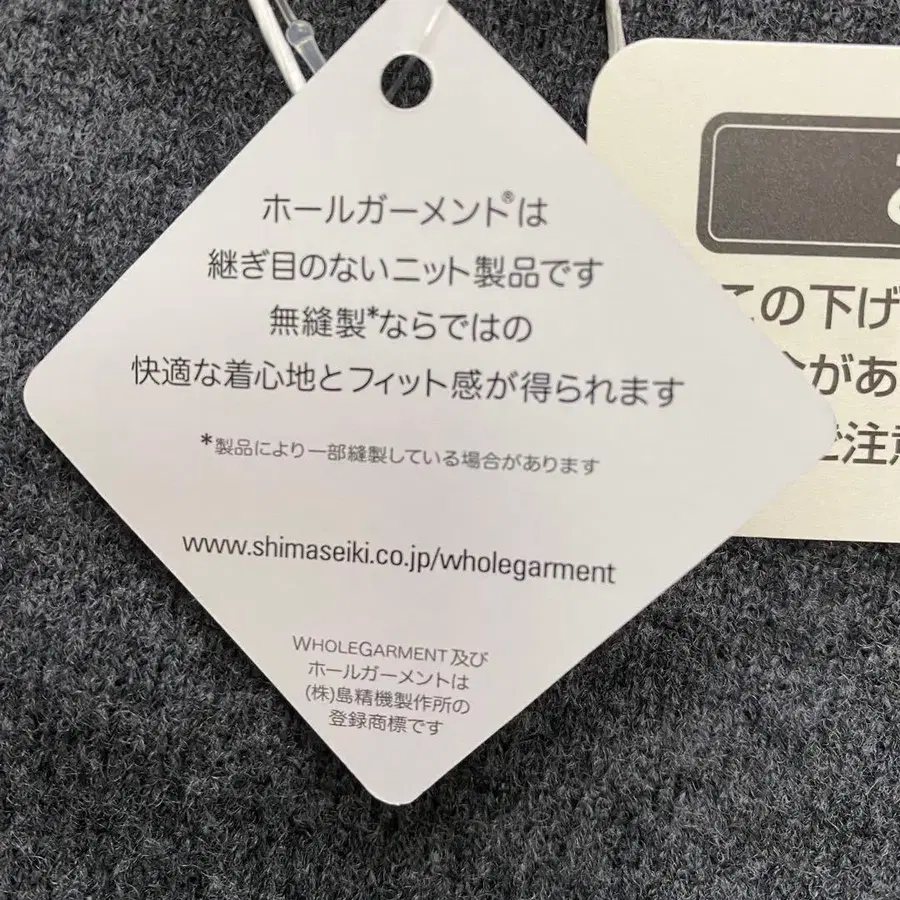 ホールガーメント®は
継ぎ目のないニット製品です
無縫製*ならではの
快適な着心地とフィット感が得られます
*製品により一部縫製している場合があります
www.shimaseiki.co.jp/wholegarment
WHOLEGARMENT及び
ホールガーメントは
(株)島精機製作所の
登録商標です
この下げ
合があ
ご注意